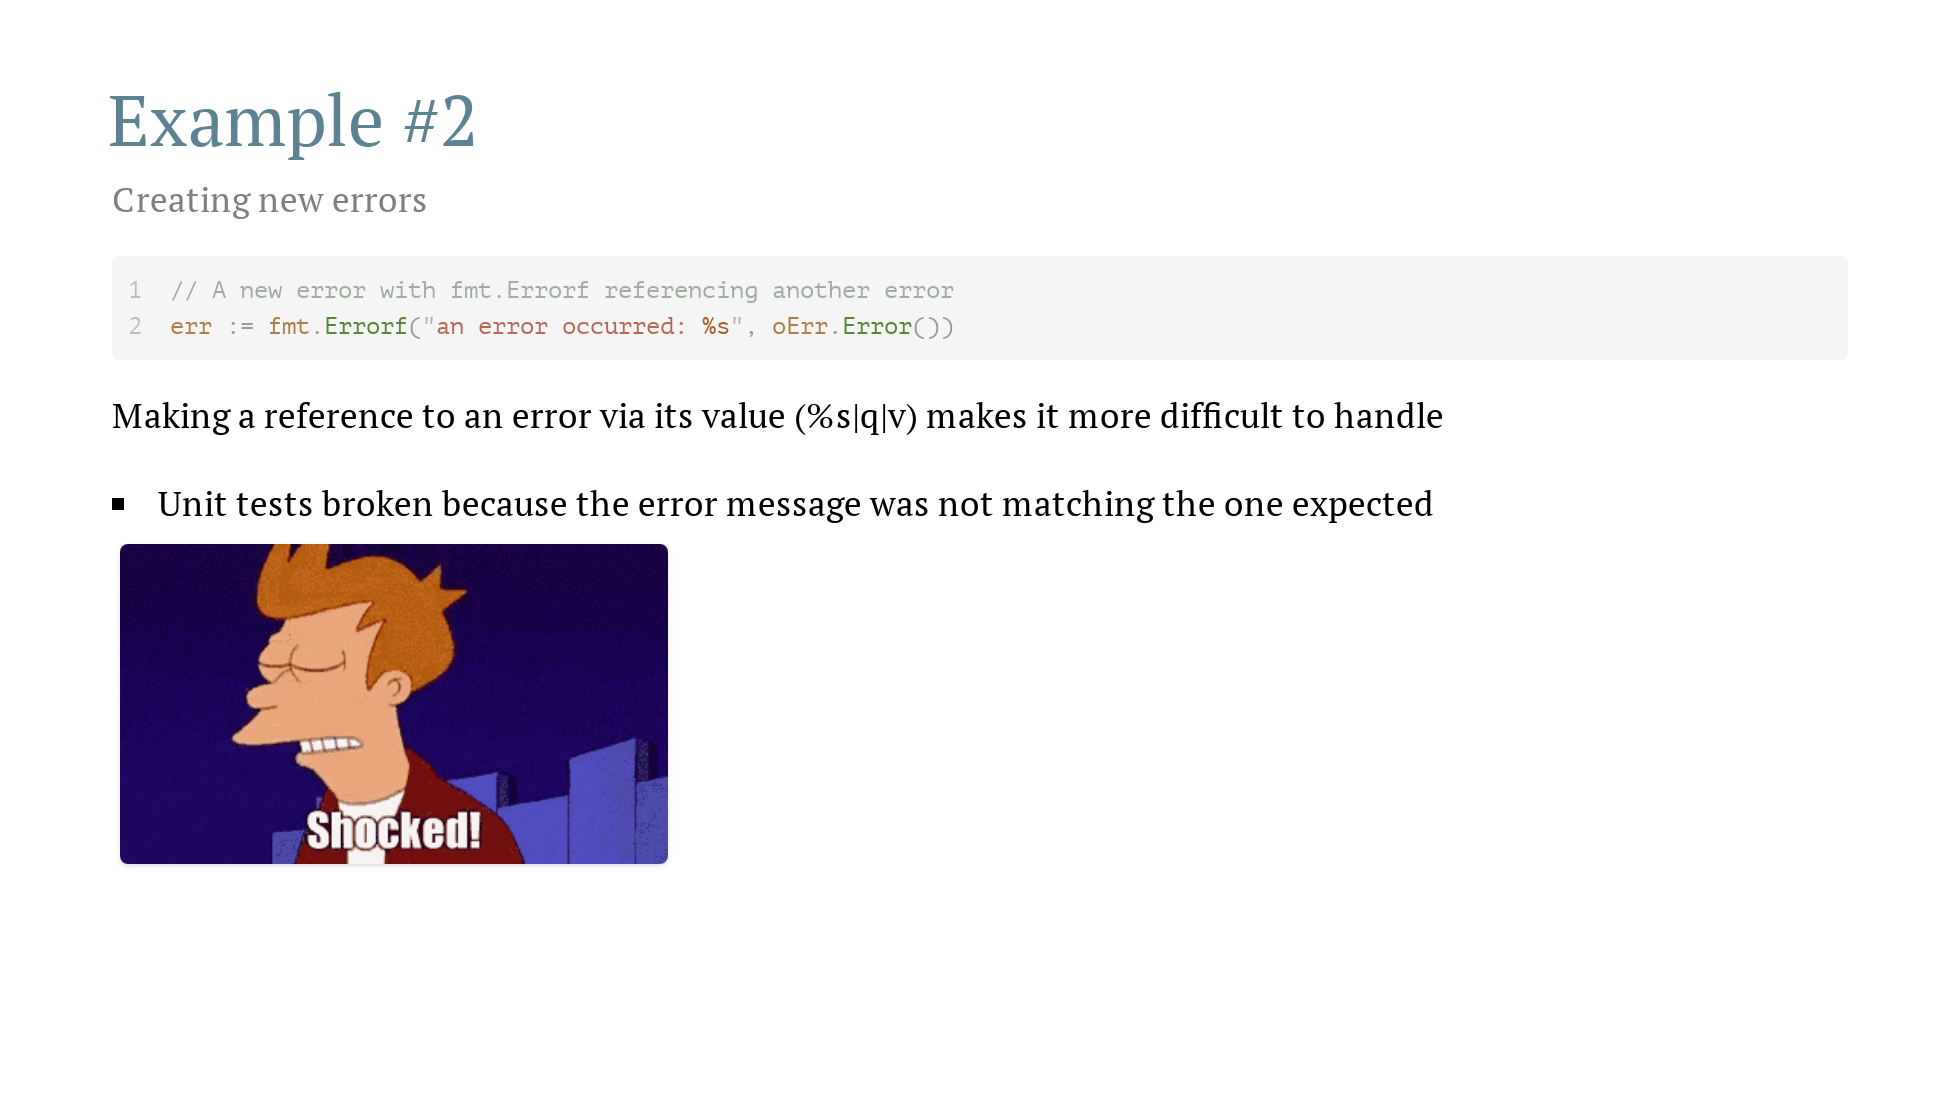 Example #2
Creating new errors
1 // A new error with fmt.Errorf referencing another error
2 err := fmt.Errorf("an error occurred: %s", oErr.Error())
Making a reference to an error via its value (%s|q|v) makes it more difficult to handle
▪ Unit tests broken because the error message was not matching the one expected
Shocked!